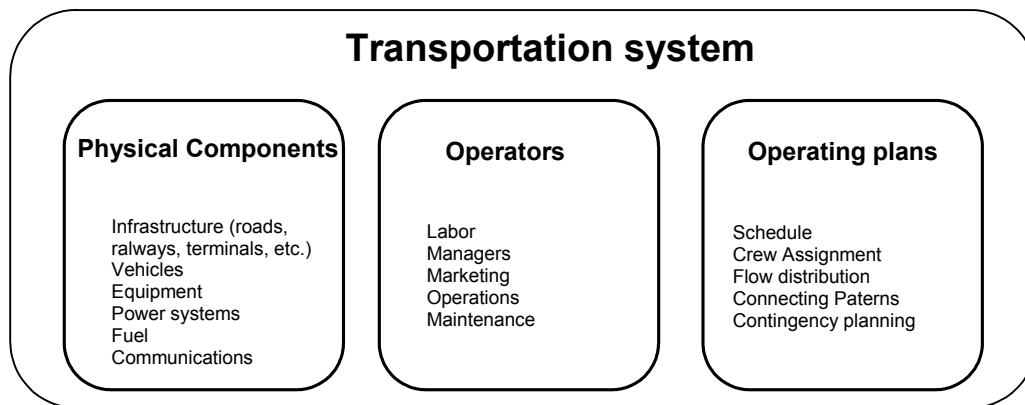 Transportation system
Physical Components
Infrastructure (roads,
ralways, terminals, etc.)
Vehicles
Equipment
Power systems
Fuel
Communications
Operators
Labor
Managers
Marketing
Operations
Maintenance
Operating plans
Schedule
Crew Assignment
Flow distribution
Connecting Paterns
Contingency planning